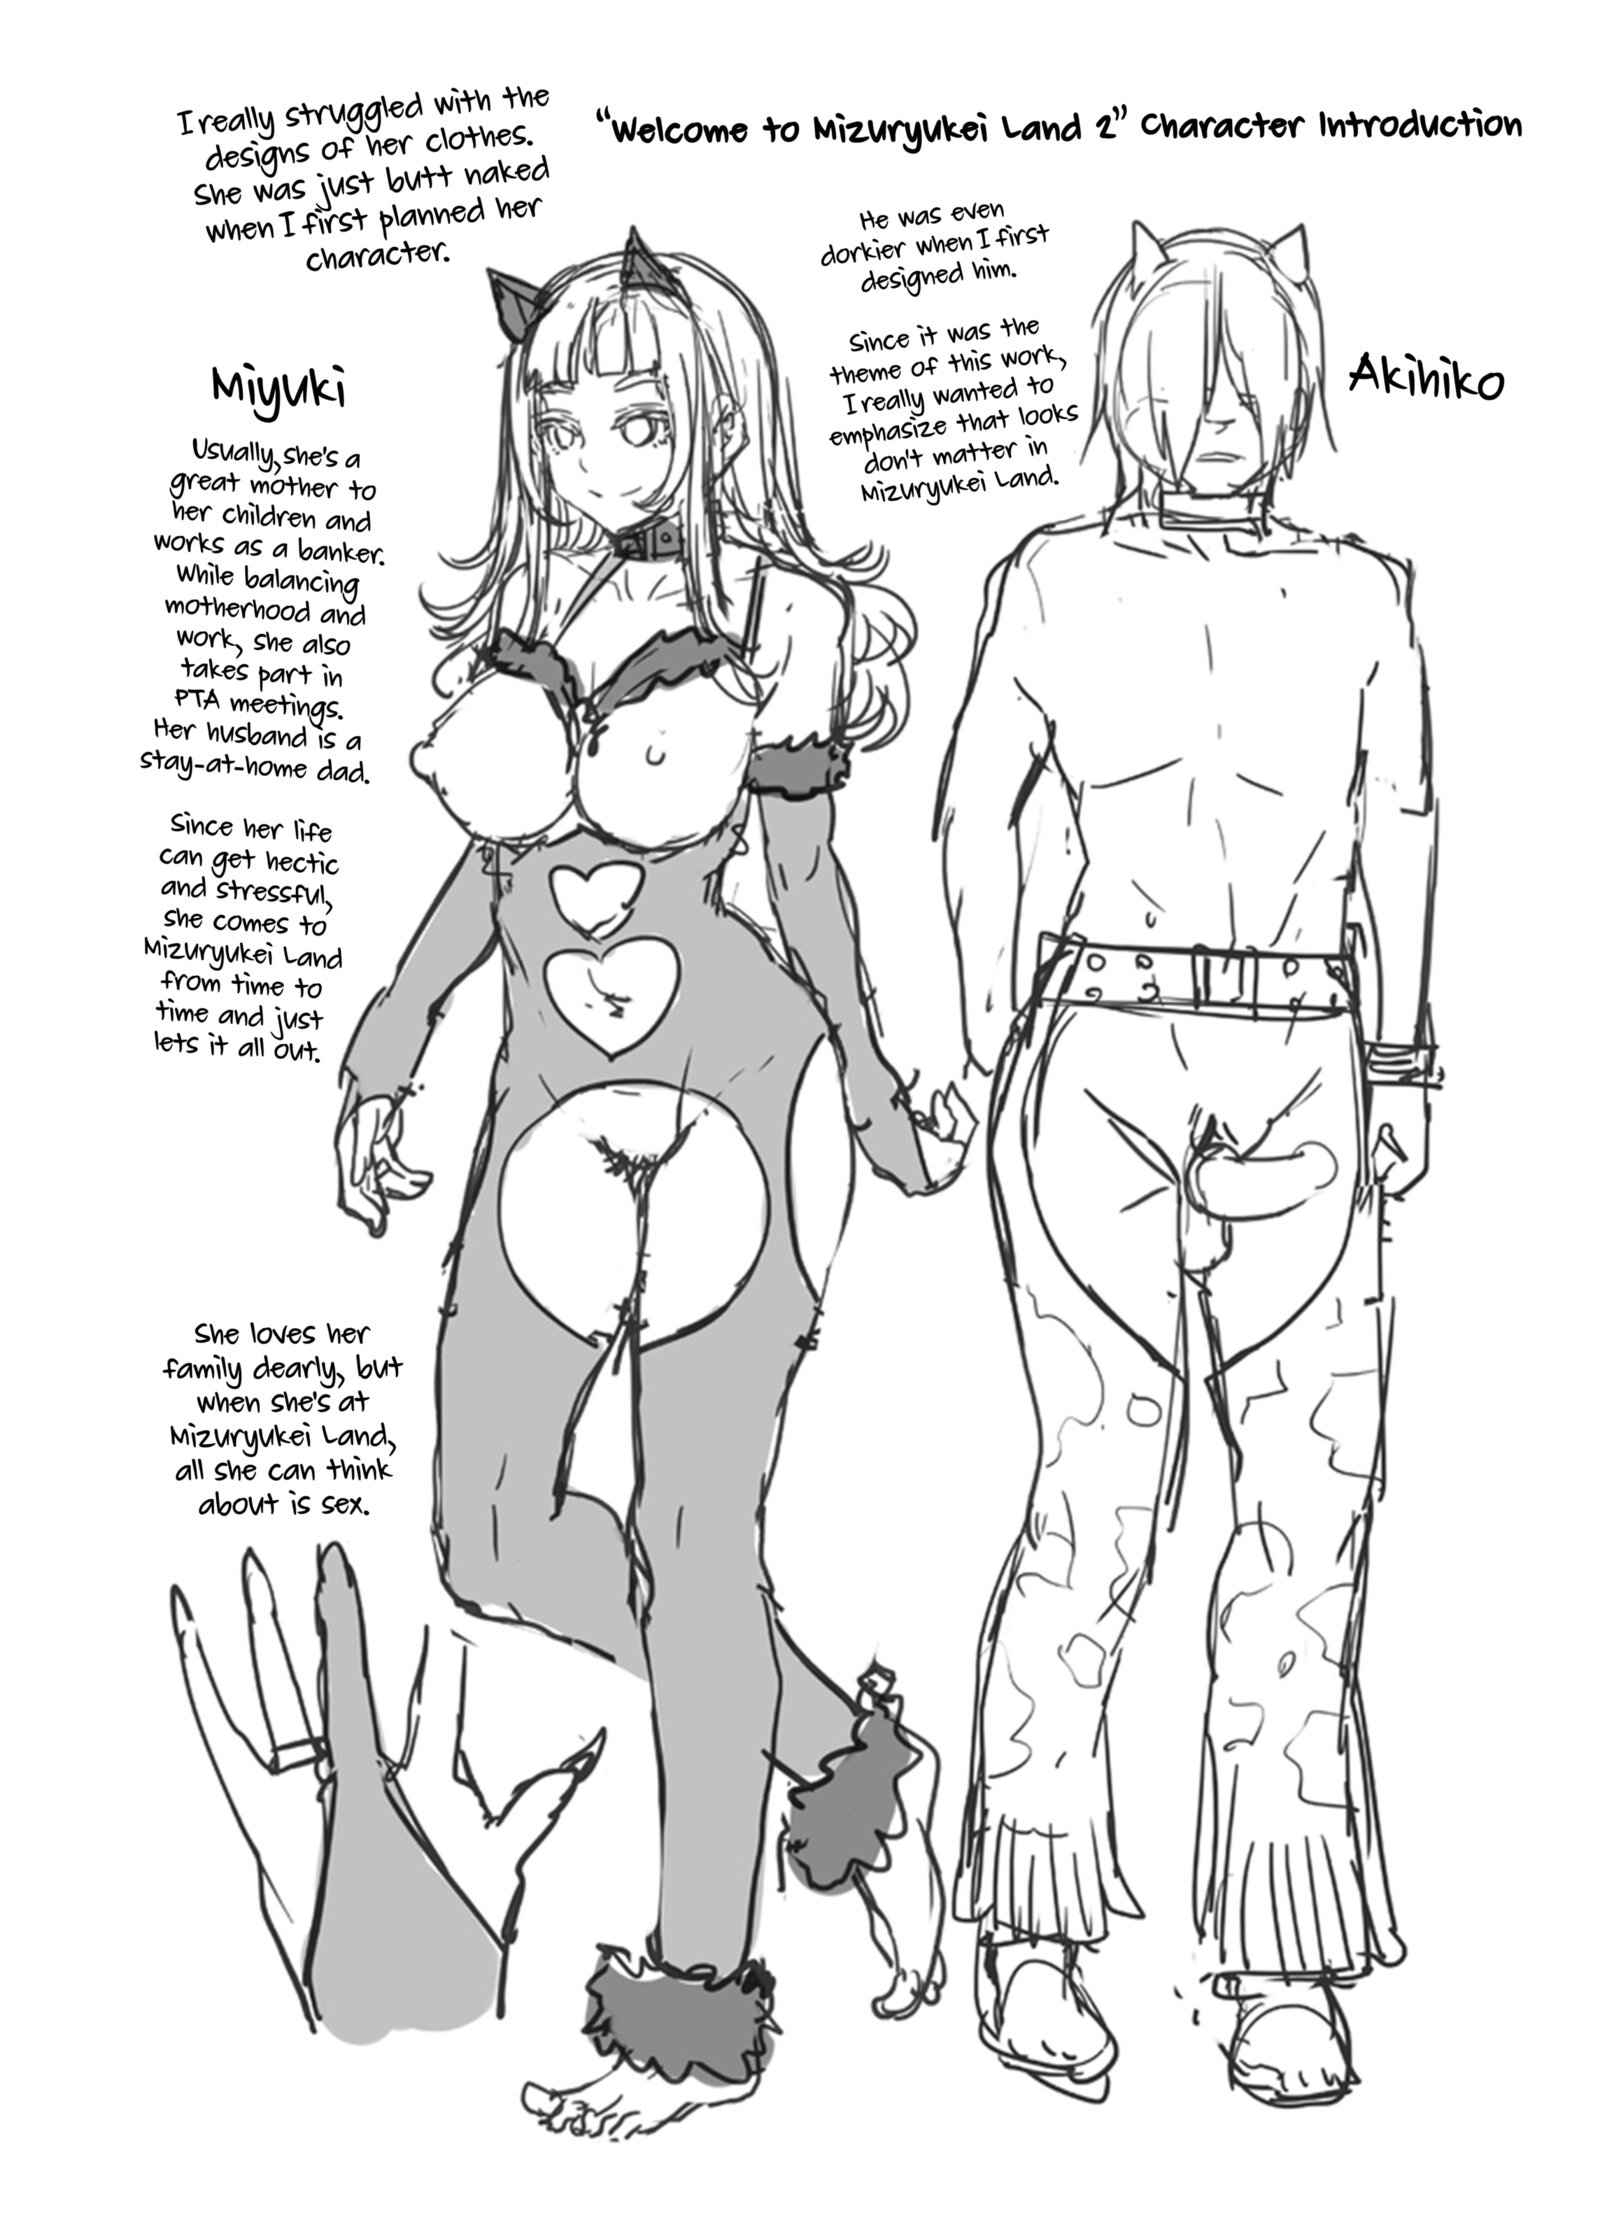 "Welcome to Mizuryukei Land 2" Character Introduction
I really struggled with the
designs of her clothes.
She was just butt naked
when I first planned her
character.
Miyuki
Usually, she's a
great mother to
her children and
works as a banker.
While balancing
motherhood and
work, she also
takes part in
PTA meetings.
Her husband is a
stay-at-home dad.
Since her life
can get hectic
and stressful,
she comes to
Mizuryukei Land
from time to
time and just
lets it all out.
She loves her
family dearly, but
when she's at
Mizuryukei Land,
all she can think
about is sex.
He was even
dorkier when I first
designed him.
Since it was the
theme of this work,
I really wanted to
emphasize that looks
don't matter in
Mizuryukei Land.
Akihiko